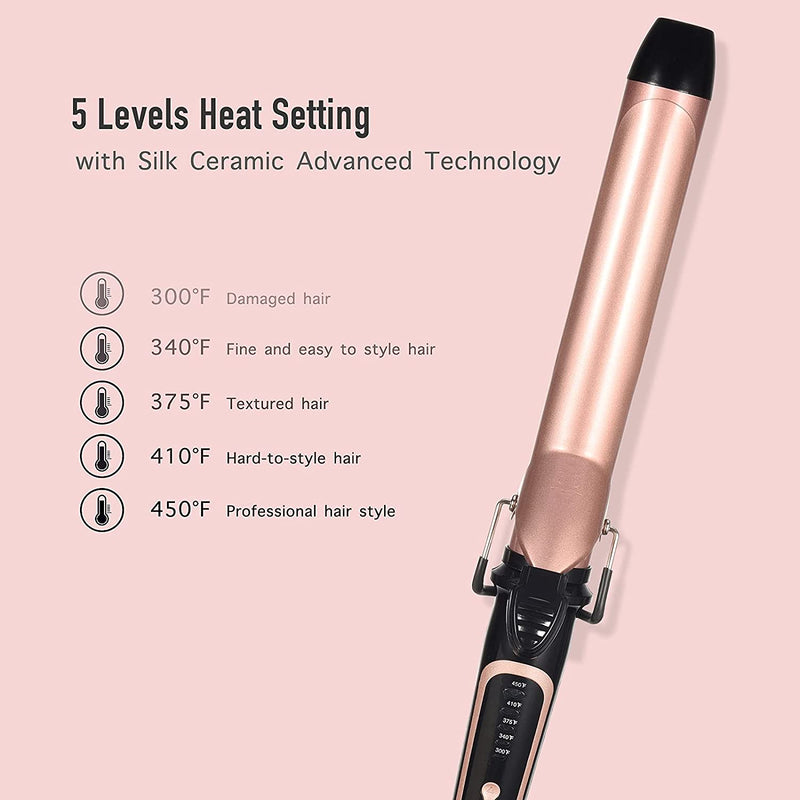 5 Levels Heat Setting
with Silk Ceramic Advanced Technology
300°F Damaged hair
340°F Fine and easy to style hair
375°F Textured hair
410°F Hard-to-style hair
450°F Professional hair style
450°F
410°F
375°F
340°F
300°F